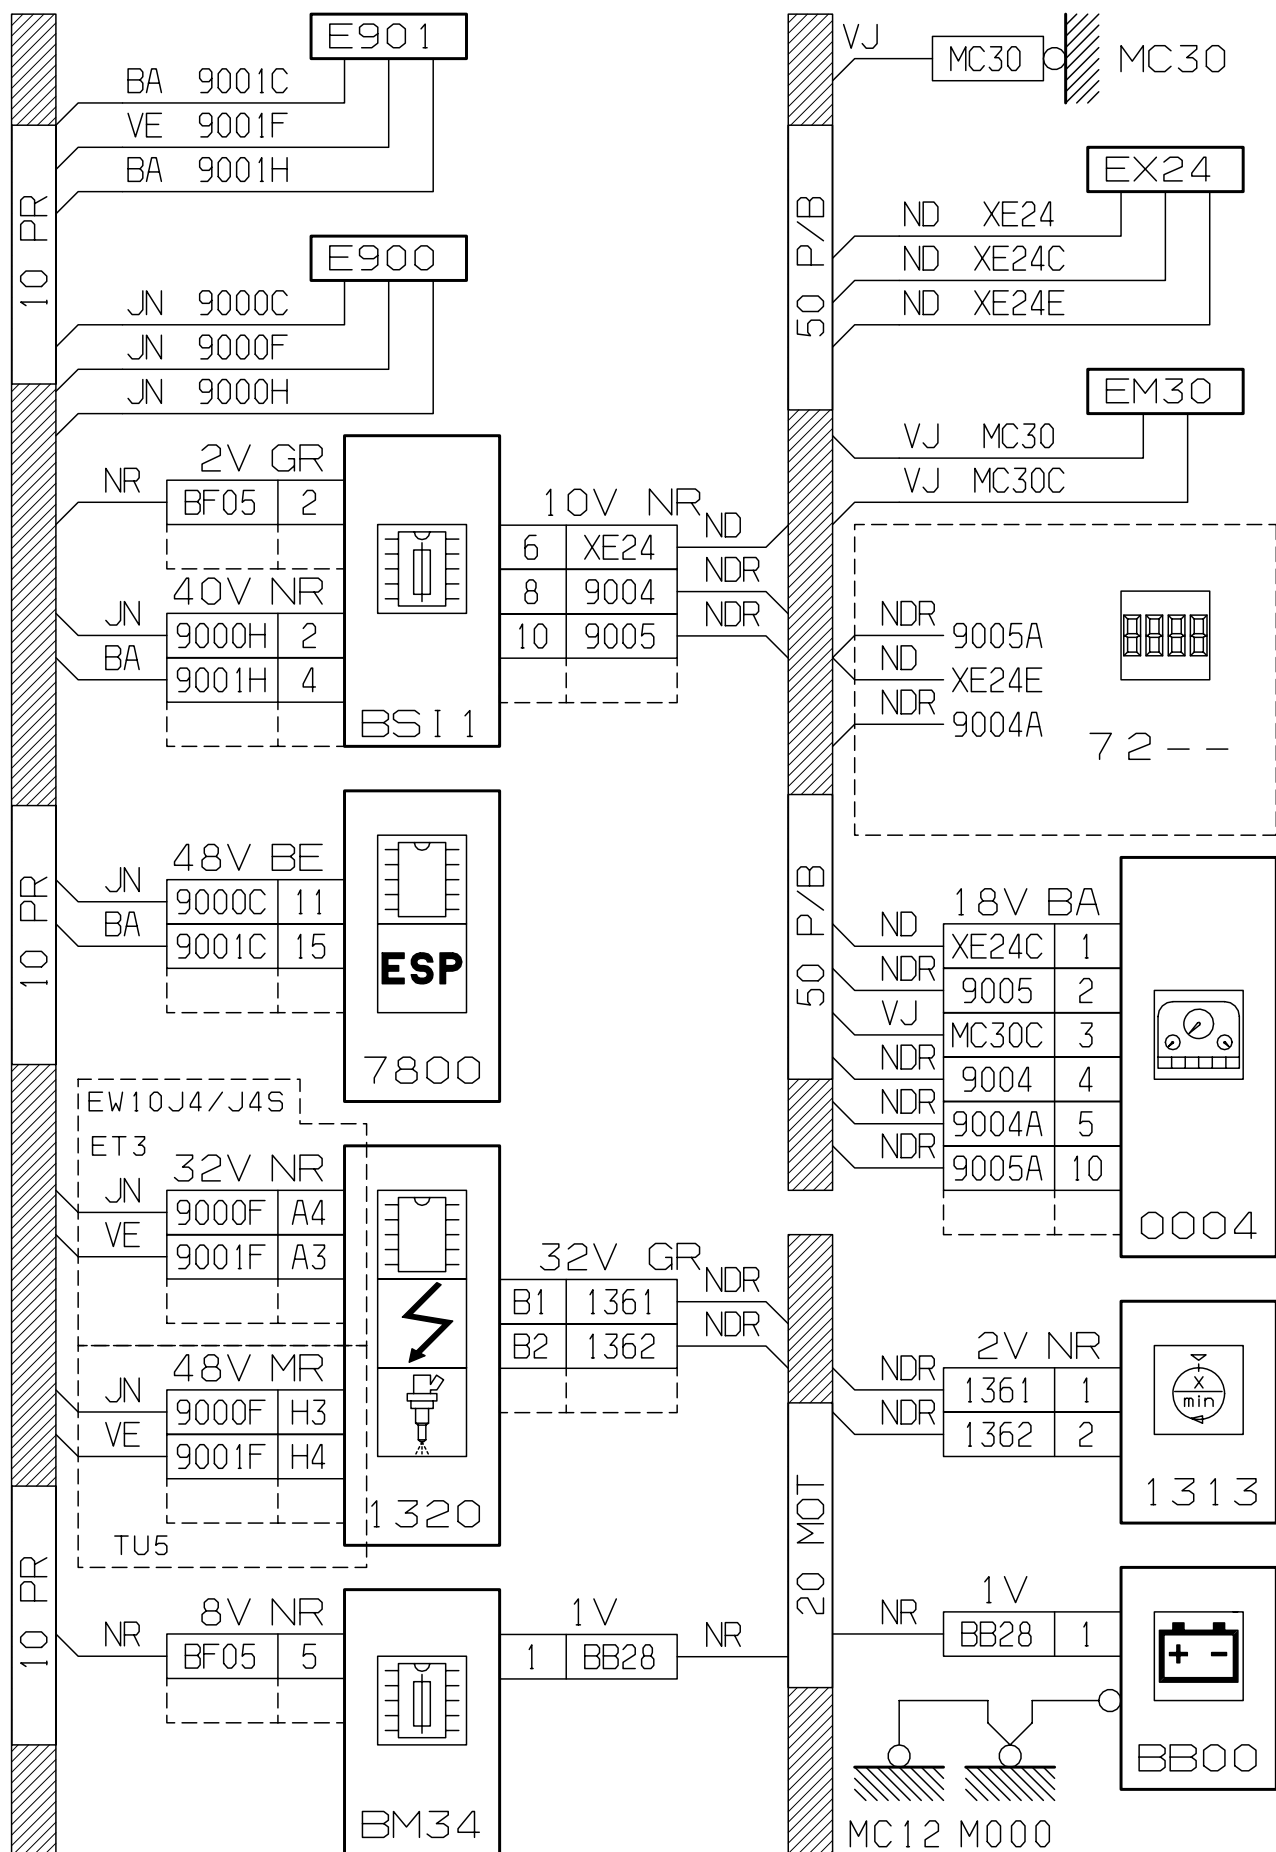 E901
BA 9001C
VE 9001F
BA 9001H
10 PR
E900
JN 9000C
JN 9000F
JN 9000H
2V GR
NR BF05 2
40V NR
JN 9000H 2
BA 9001H 4
BSI1
10V NR
6 XE24 ND
8 9004 NDR
10 9005 NDR
10 PR
48V BE
JN 9000C 11
BA 9001C 15
ESP
7800
EW10J4/J4S
ET3
32V NR
JN 9000F A4
VE 9001F A3
48V MR
JN 9000F H3
VE 9001F H4
TU5
1320
32V GR
B1 1361 NDR
B2 1362 NDR
10 PR
8V NR
NR BF05 5
BM34
1V
1 BB28 NR
VJ MC30 MC30
50 P/B
EX24
ND XE24
ND XE24C
ND XE24E
EM30
VJ MC30
VJ MC30C
NDR 9005A
ND XE24E
NDR 9004A
72--
50 P/B
18V BA
ND XE24C 1
NDR 9005 2
VJ MC30C 3
NDR 9004 4
NDR 9004A 5
NDR 9005A 10
0004
2V NR
NDR 1361 1
NDR 1362 2
X
min
1313
20 MOT
1V
NR BB28 1
+ -
BB00
MC12 M000